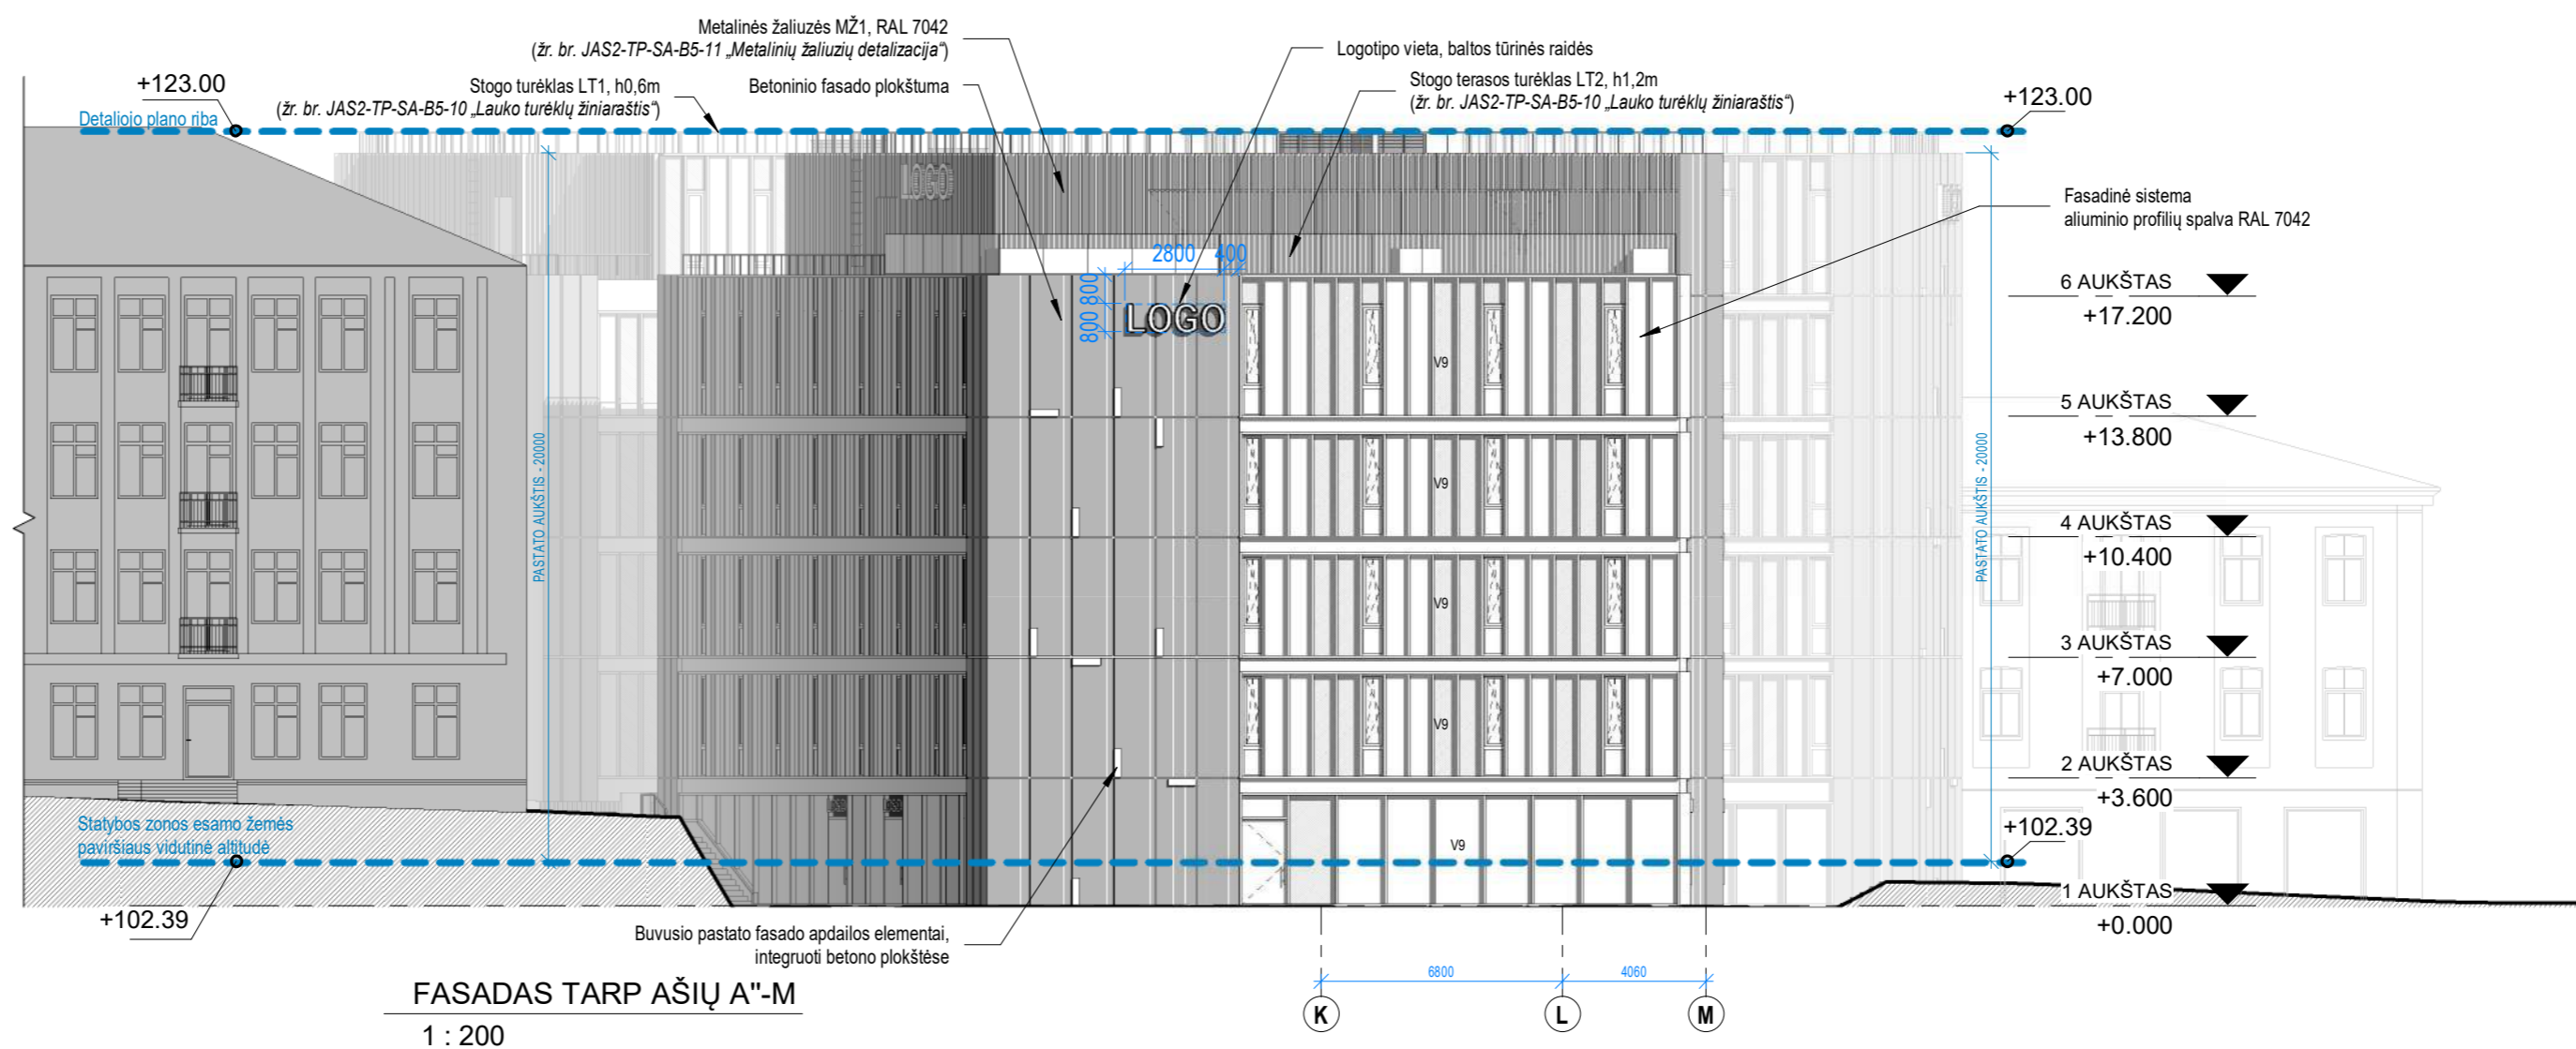 Metalinės žaliuzės MŽ1, RAL 7042
(žr. br. JAS2-TP-SA-B5-11 „Metalinių žaliuzių detalizacija“)
Logotipo vieta, baltos tūrinės raidės
+123.00
Stogo turėklas LT1, h0,6m
(žr. br. JAS2-TP-SA-B5-10 „Lauko turėklų žiniaraštis“)
Betoninio fasado plokštuma
Stogo terasos turėklas LT2, h1,2m
(žr. br. JAS2-TP-SA-B5-10 „Lauko turėklų žiniaraštis“)
+123.00
Detaliojo plano riba
LOGO
Fasadinė sistema
aliuminio profilių spalva RAL 7042
2800 400
800 800
LOGO
6 AUKŠTAS
+17.200
V9
5 AUKŠTAS
+13.800
PASTATO AUKŠTIS - 20000
V9
PASTATO AUKŠTIS - 20000
4 AUKŠTAS
+10.400
V9
3 AUKŠTAS
+7.000
V9
2 AUKŠTAS
+3.600
Statybos zonos esamo žemės
paviršiaus vidutinė altitudė
+102.39
V9
1 AUKŠTAS
+0.000
+102.39
Buvusio pastato fasado apdailos elementai,
integruoti betono plokštėse
6800
4060
FASADAS TARP AŠIŲ A"-M
K
L
M
1 : 200